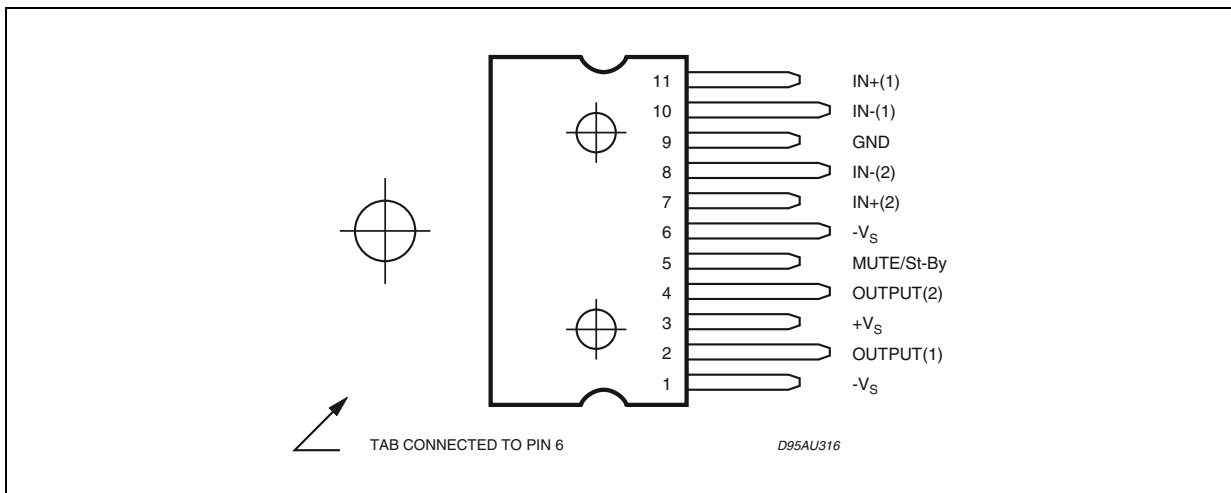 11 IN+(1)
10 IN-(1)
9 GND
8 IN-(2)
7 IN+(2)
6 -VS
5 MUTE/St-By
4 OUTPUT(2)
3 +VS
2 OUTPUT(1)
1 -VS
TAB CONNECTED TO PIN 6
D95AU316